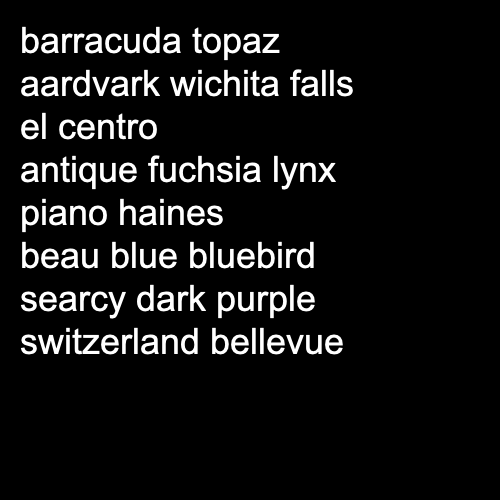 barracuda topaz
aardvark wichita falls
el centro
antique fuchsia lynx
piano haines
beau blue bluebird
searcy dark purple
switzerland bellevue